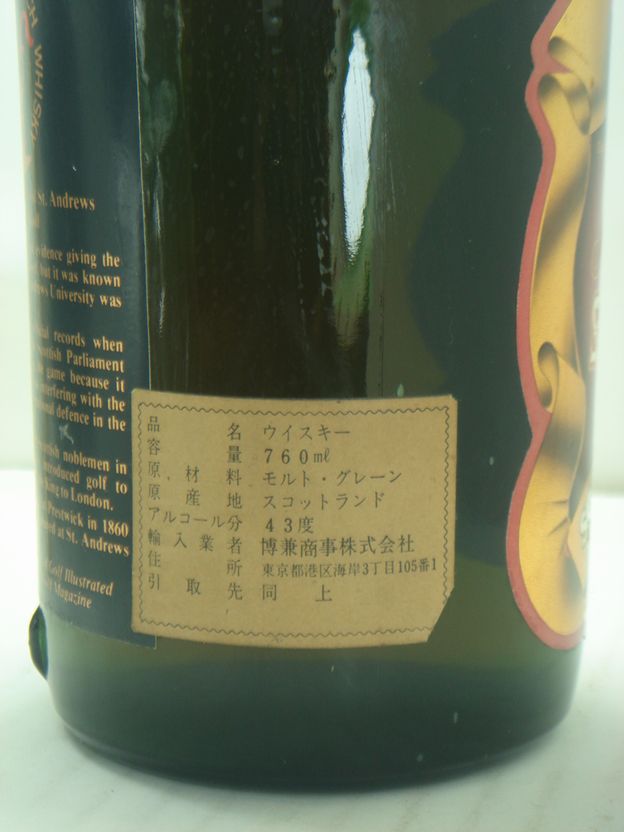 WHISKY
St. Andrews
evidence giving the
but it was known
University was
records when
Parliament
game because it
interfering with the
defence in the
noblemen in
introduced golf to
King to London.
Prestwick in 1860
at St. Andrews
Golf Illustrated
Magazine
品名 ウイスキー
容量 760ml
原材料 モルト・グレーン
原産地 スコットランド
アルコール分 43度
輸入業者 博兼商事株式会社
住所 東京都港区海岸3丁目105番1
引取先 同上